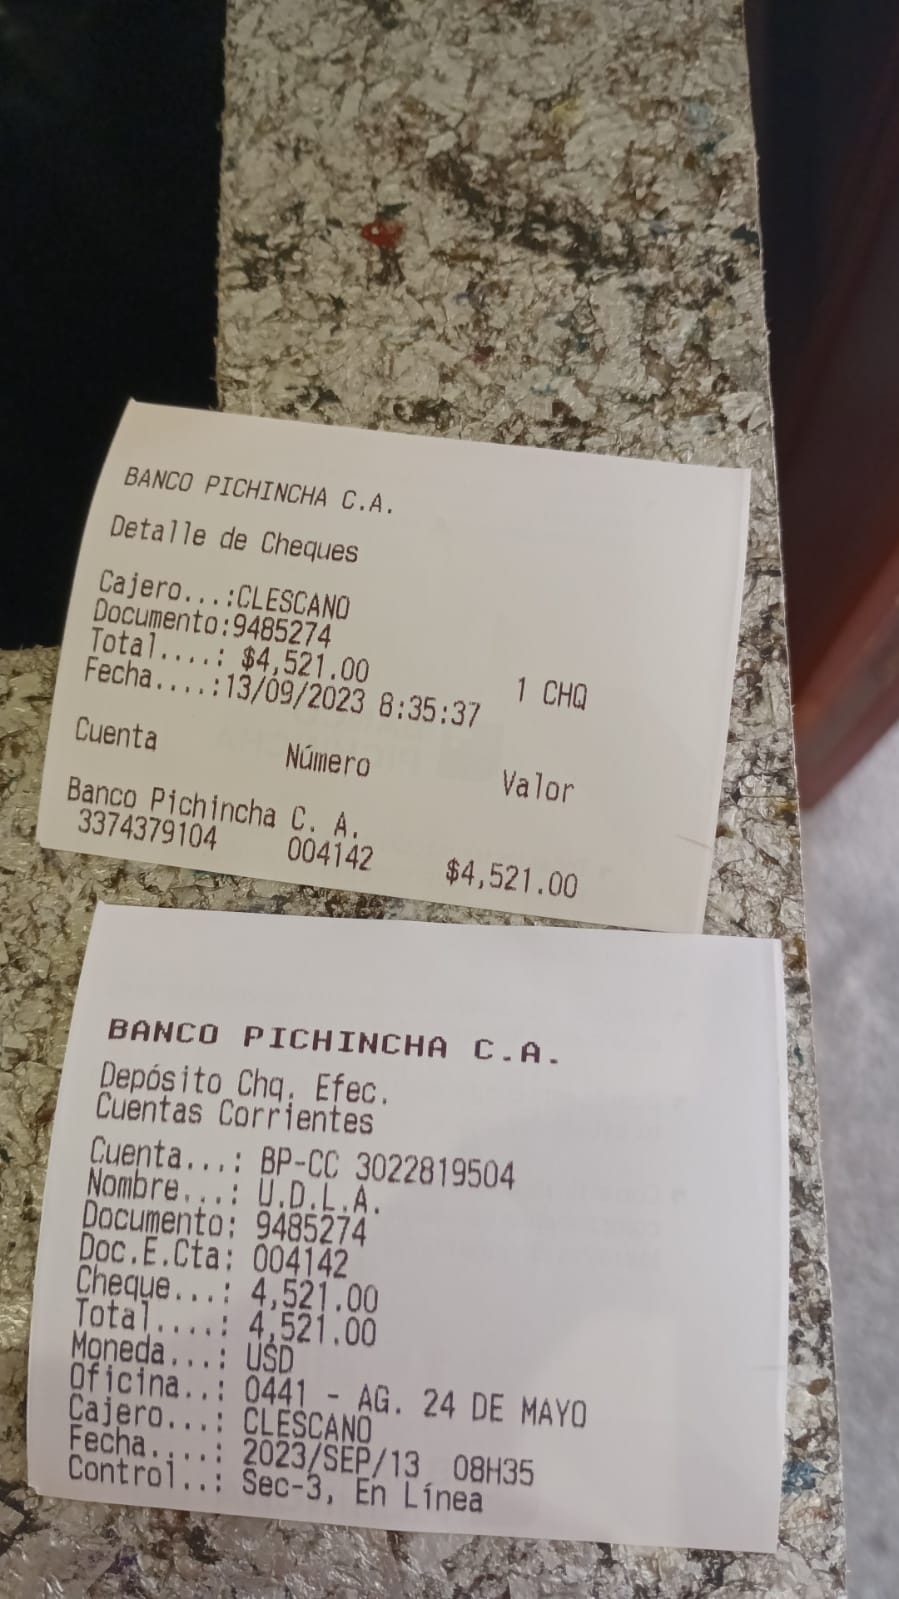 BANCO PICHINCHA C.A.
Detalle de Cheques
Cajero...:CLESCANO
Documento:9485274
Total....: $4,521.00 1 CHQ
Fecha....:13/09/2023 8:35:37
Cuenta Número Valor
Banco Pichincha C. A.
3374379104 004142 $4,521.00
BANCO PICHINCHA C.A.
Depósito Chq. Efec.
Cuentas Corrientes
Cuenta...: BP-CC 3022819504
Nombre...: U.D.L.A.
Documento: 9485274
Doc.E.Cta: 004142
Cheque...: 4,521.00
Total....: 4,521.00
Moneda...: USD
Oficina..: 0441 - AG. 24 DE MAYO
Cajero...: CLESCANO
Fecha....: 2023/SEP/13 08H35
Control..: Sec-3, En Línea